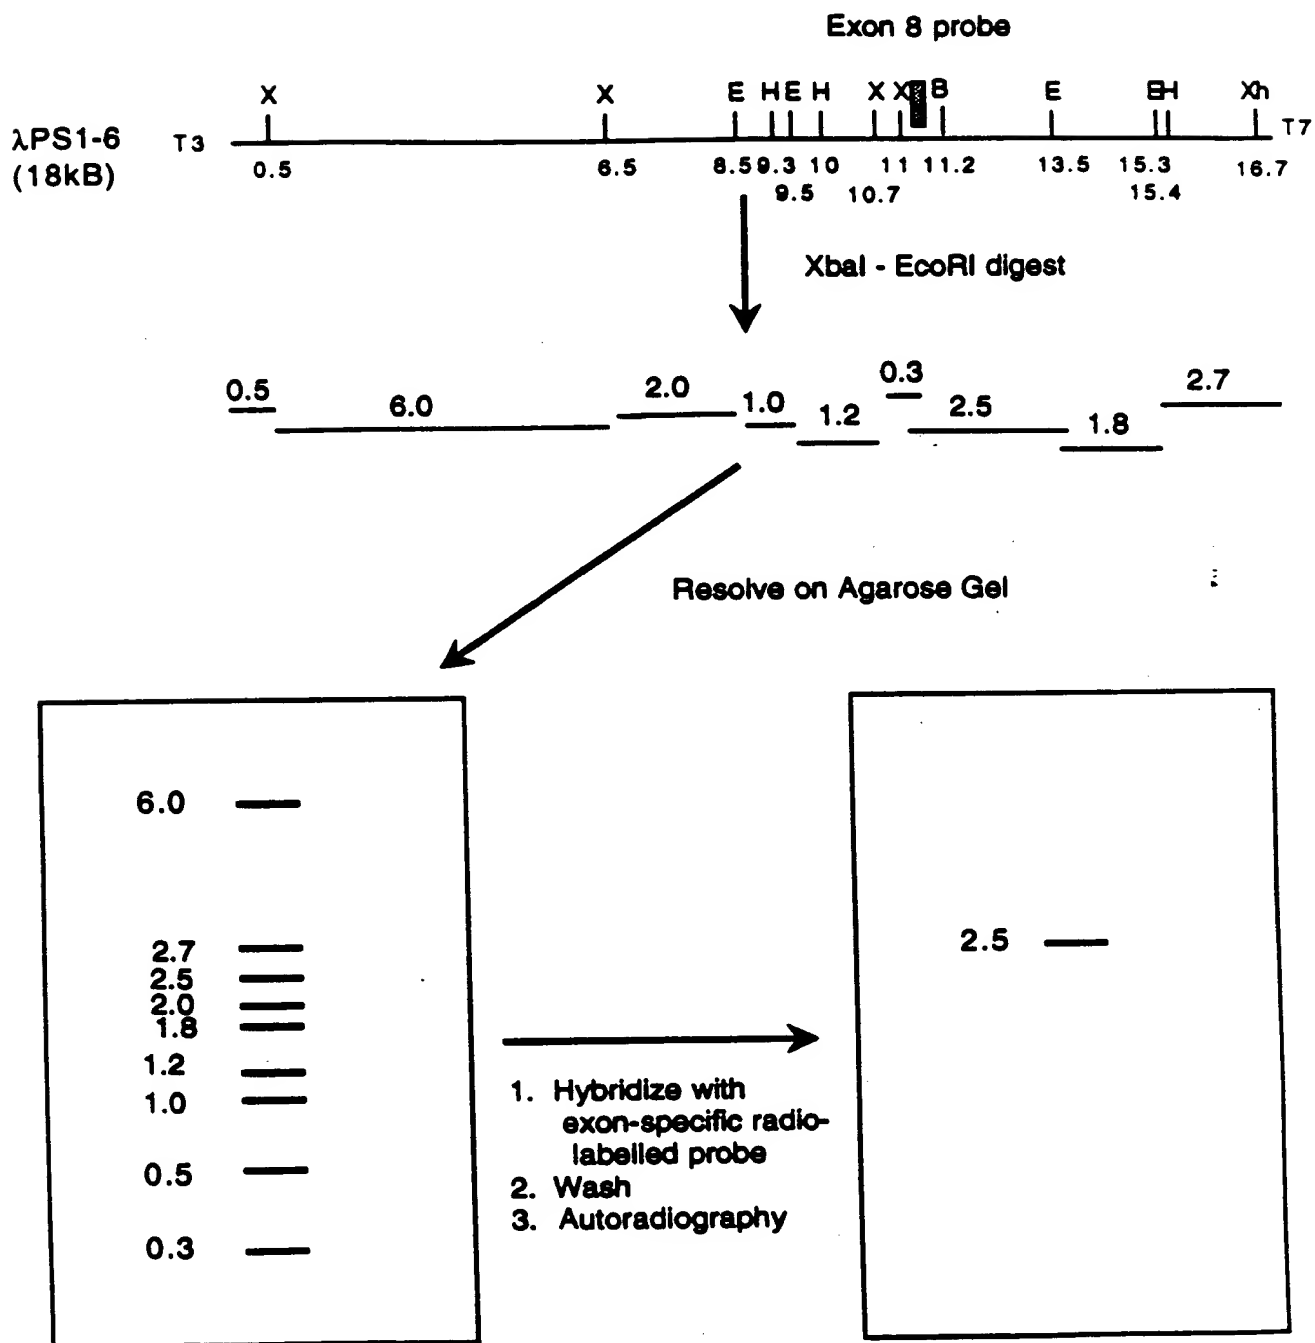 Exon 8 probe
X X E H E H X X B E EH Xh
λPS1-6 T3 T7
(18kB) 0.5 6.5 8.5 9.3 10 11 11.2 13.5 15.3 16.7
9.5 10.7 15.4
XbaI - EcoRI digest
0.5 6.0 2.0 1.0 1.2 0.3 2.5 1.8 2.7
Resolve on Agarose Gel
6.0
2.7
2.5
2.0
1.8
1.2
1.0
0.5
0.3
1. Hybridize with
exon-specific radio-
labelled probe
2. Wash
3. Autoradiography
2.5